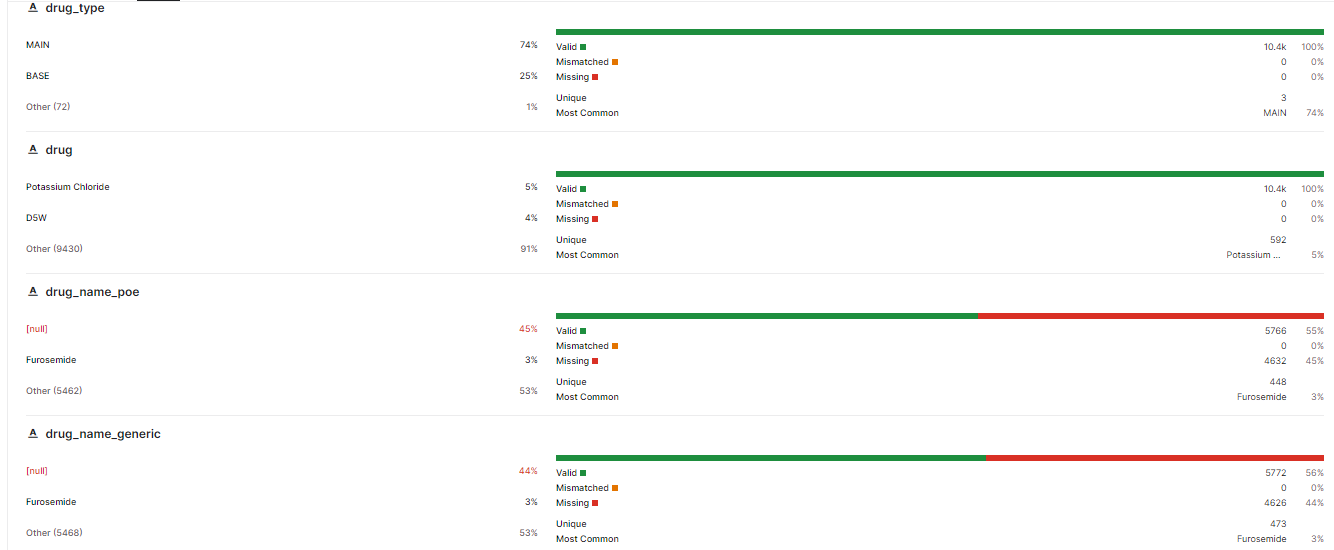 A drug_type
MAIN 74%
BASE 25%
Other (72) 1%
Valid 10.4k 100%
Mismatched 0 0%
Missing 0 0%
Unique 3
Most Common MAIN 74%
A drug
Potassium Chloride 5%
D5W 4%
Other (9430) 91%
Valid 10.4k 100%
Mismatched 0 0%
Missing 0 0%
Unique 592
Most Common Potassium ... 5%
A drug_name_poe
[null] 45%
Furosemide 3%
Other (5462) 53%
Valid 5766 55%
Mismatched 0 0%
Missing 4632 45%
Unique 448
Most Common Furosemide 3%
A drug_name_generic
[null] 44%
Furosemide 3%
Other (5468) 53%
Valid 5772 56%
Mismatched 0 0%
Missing 4626 44%
Unique 473
Most Common Furosemide 3%